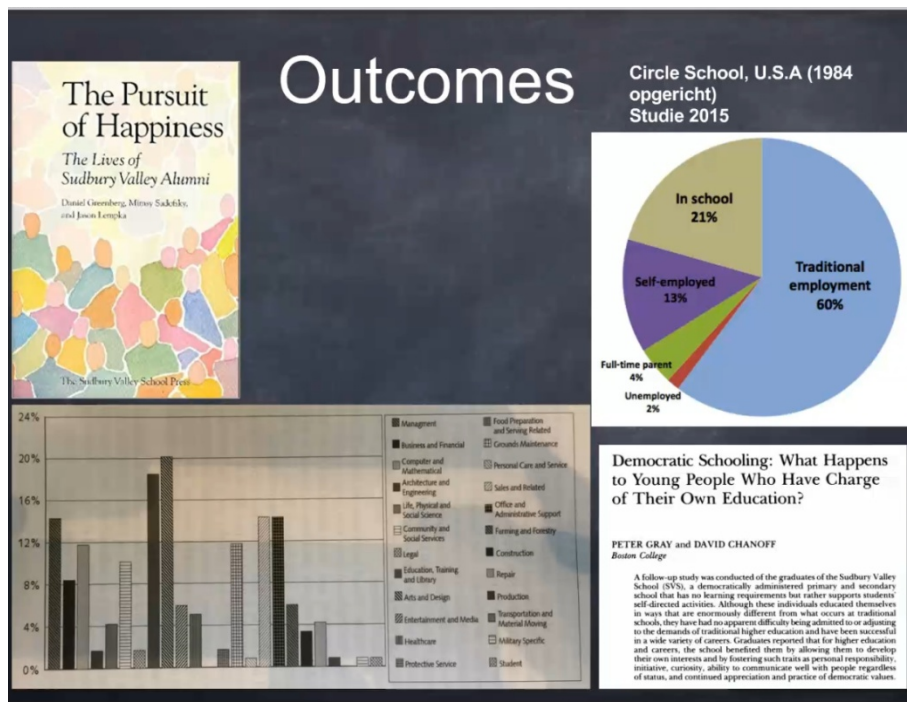 Outcomes
The Pursuit
of Happiness
The Lives of
Sudbury Valley Alumni
Daniel Greenberg, Mimsy Sadofsky,
and Jason Lempka
The Sudbury Valley School Press
Circle School, U.S.A (1984
opgericht)
Studie 2015
In school
21%
Self-employed
13%
Traditional
employment
60%
Full-time parent
4%
Unemployed
2%
24%
20%
16%
12%
8%
4%
0%
Managment
Business and Financial
Computer and
Mathematical
Architecture and
Engineering
Life, Physical and
Social Science
Community and
Social Services
Legal
Education, Training
and Library
Arts and Design
Entertainment and Media
Healthcare
Protective Service
Food Preparation
and Serving Related
Grounds Maintenance
Personal Care and Service
Sales and Related
Office and
Administrative Support
Farming and Forestry
Construction
Repair
Production
Transportation and
Material Moving
Military Specific
Student
Democratic Schooling: What Happens
to Young People Who Have Charge
of Their Own Education?
PETER GRAY and DAVID CHANOFF
Boston College
A follow-up study was conducted of the graduates of the Sudbury Valley
School (SVS), a democratically administered primary and secondary
school that has no learning requirements but rather supports students'
self-directed activities. Although these individuals educated themselves
in ways that are enormously different from what occurs at traditional
schools, they have had no apparent difficulty being admitted to or adjusting
to the demands of traditional higher education and have been successful
in a wide variety of careers. Graduates reported that for higher education
and careers, the school benefited them by allowing them to develop
their own interests and by fostering such traits as personal responsibility,
initiative, curiosity, ability to communicate well with people regardless
of status, and continued appreciation and practice of democratic values.